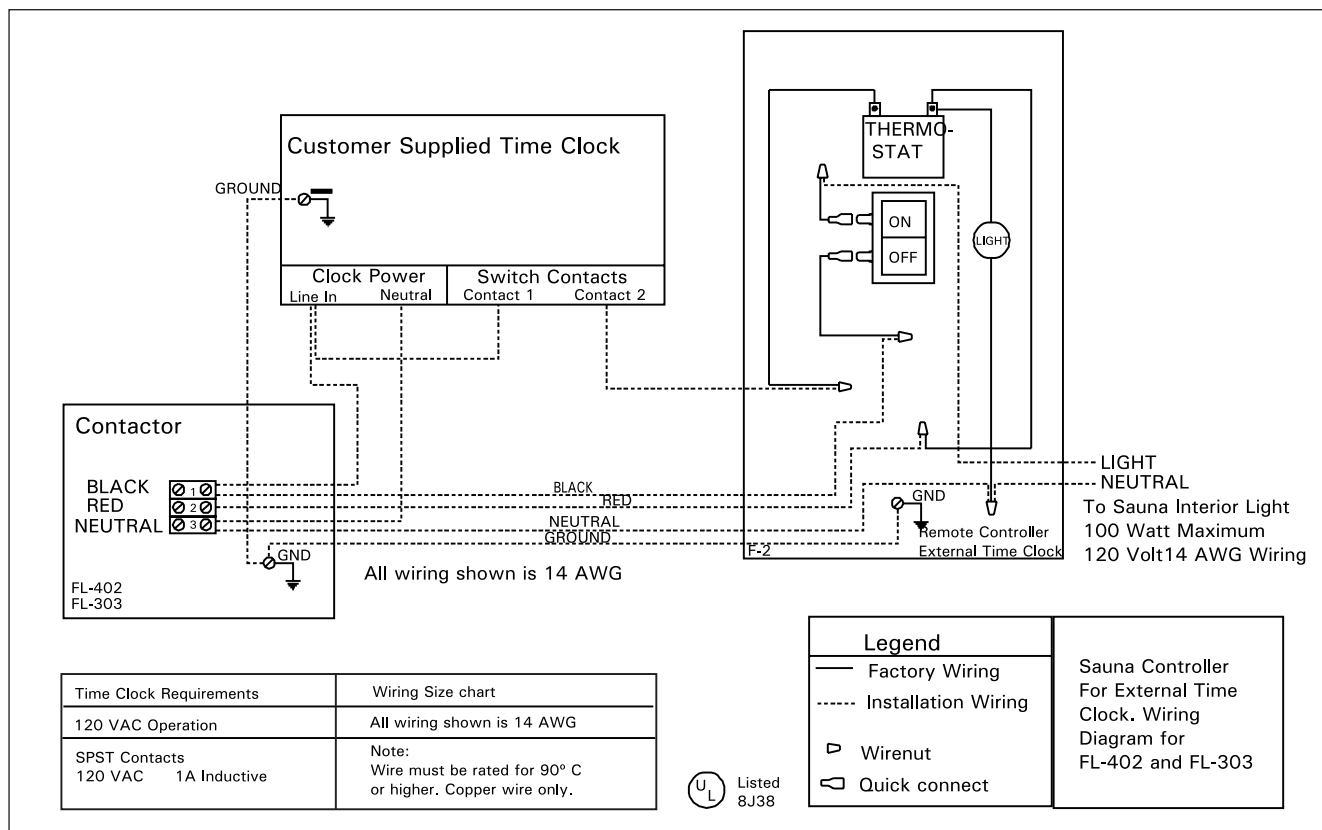 Customer Supplied Time Clock
GROUND
Clock Power
Switch Contacts
Line In
Neutral
Contact 1
Contact 2
THERMO-
STAT
ON
OFF
LIGHT
Contactor
BLACK
RED
NEUTRAL
1
2
3
GND
FL-402
FL-303
BLACK
RED
NEUTRAL
GROUND
All wiring shown is 14 AWG
GND
Remote Controller
External Time Clock
F-2
LIGHT
NEUTRAL
To Sauna Interior Light
100 Watt Maximum
120 Volt14 AWG Wiring
Time Clock Requirements
Wiring Size chart
120 VAC Operation
All wiring shown is 14 AWG
SPST Contacts
120 VAC 1A Inductive
Note:
Wire must be rated for 90º C
or higher. Copper wire only.
UL
Listed
8J38
Legend
Factory Wiring
Installation Wiring
Wirenut
Quick connect
Sauna Controller
For External Time
Clock. Wiring
Diagram for
FL-402 and FL-303